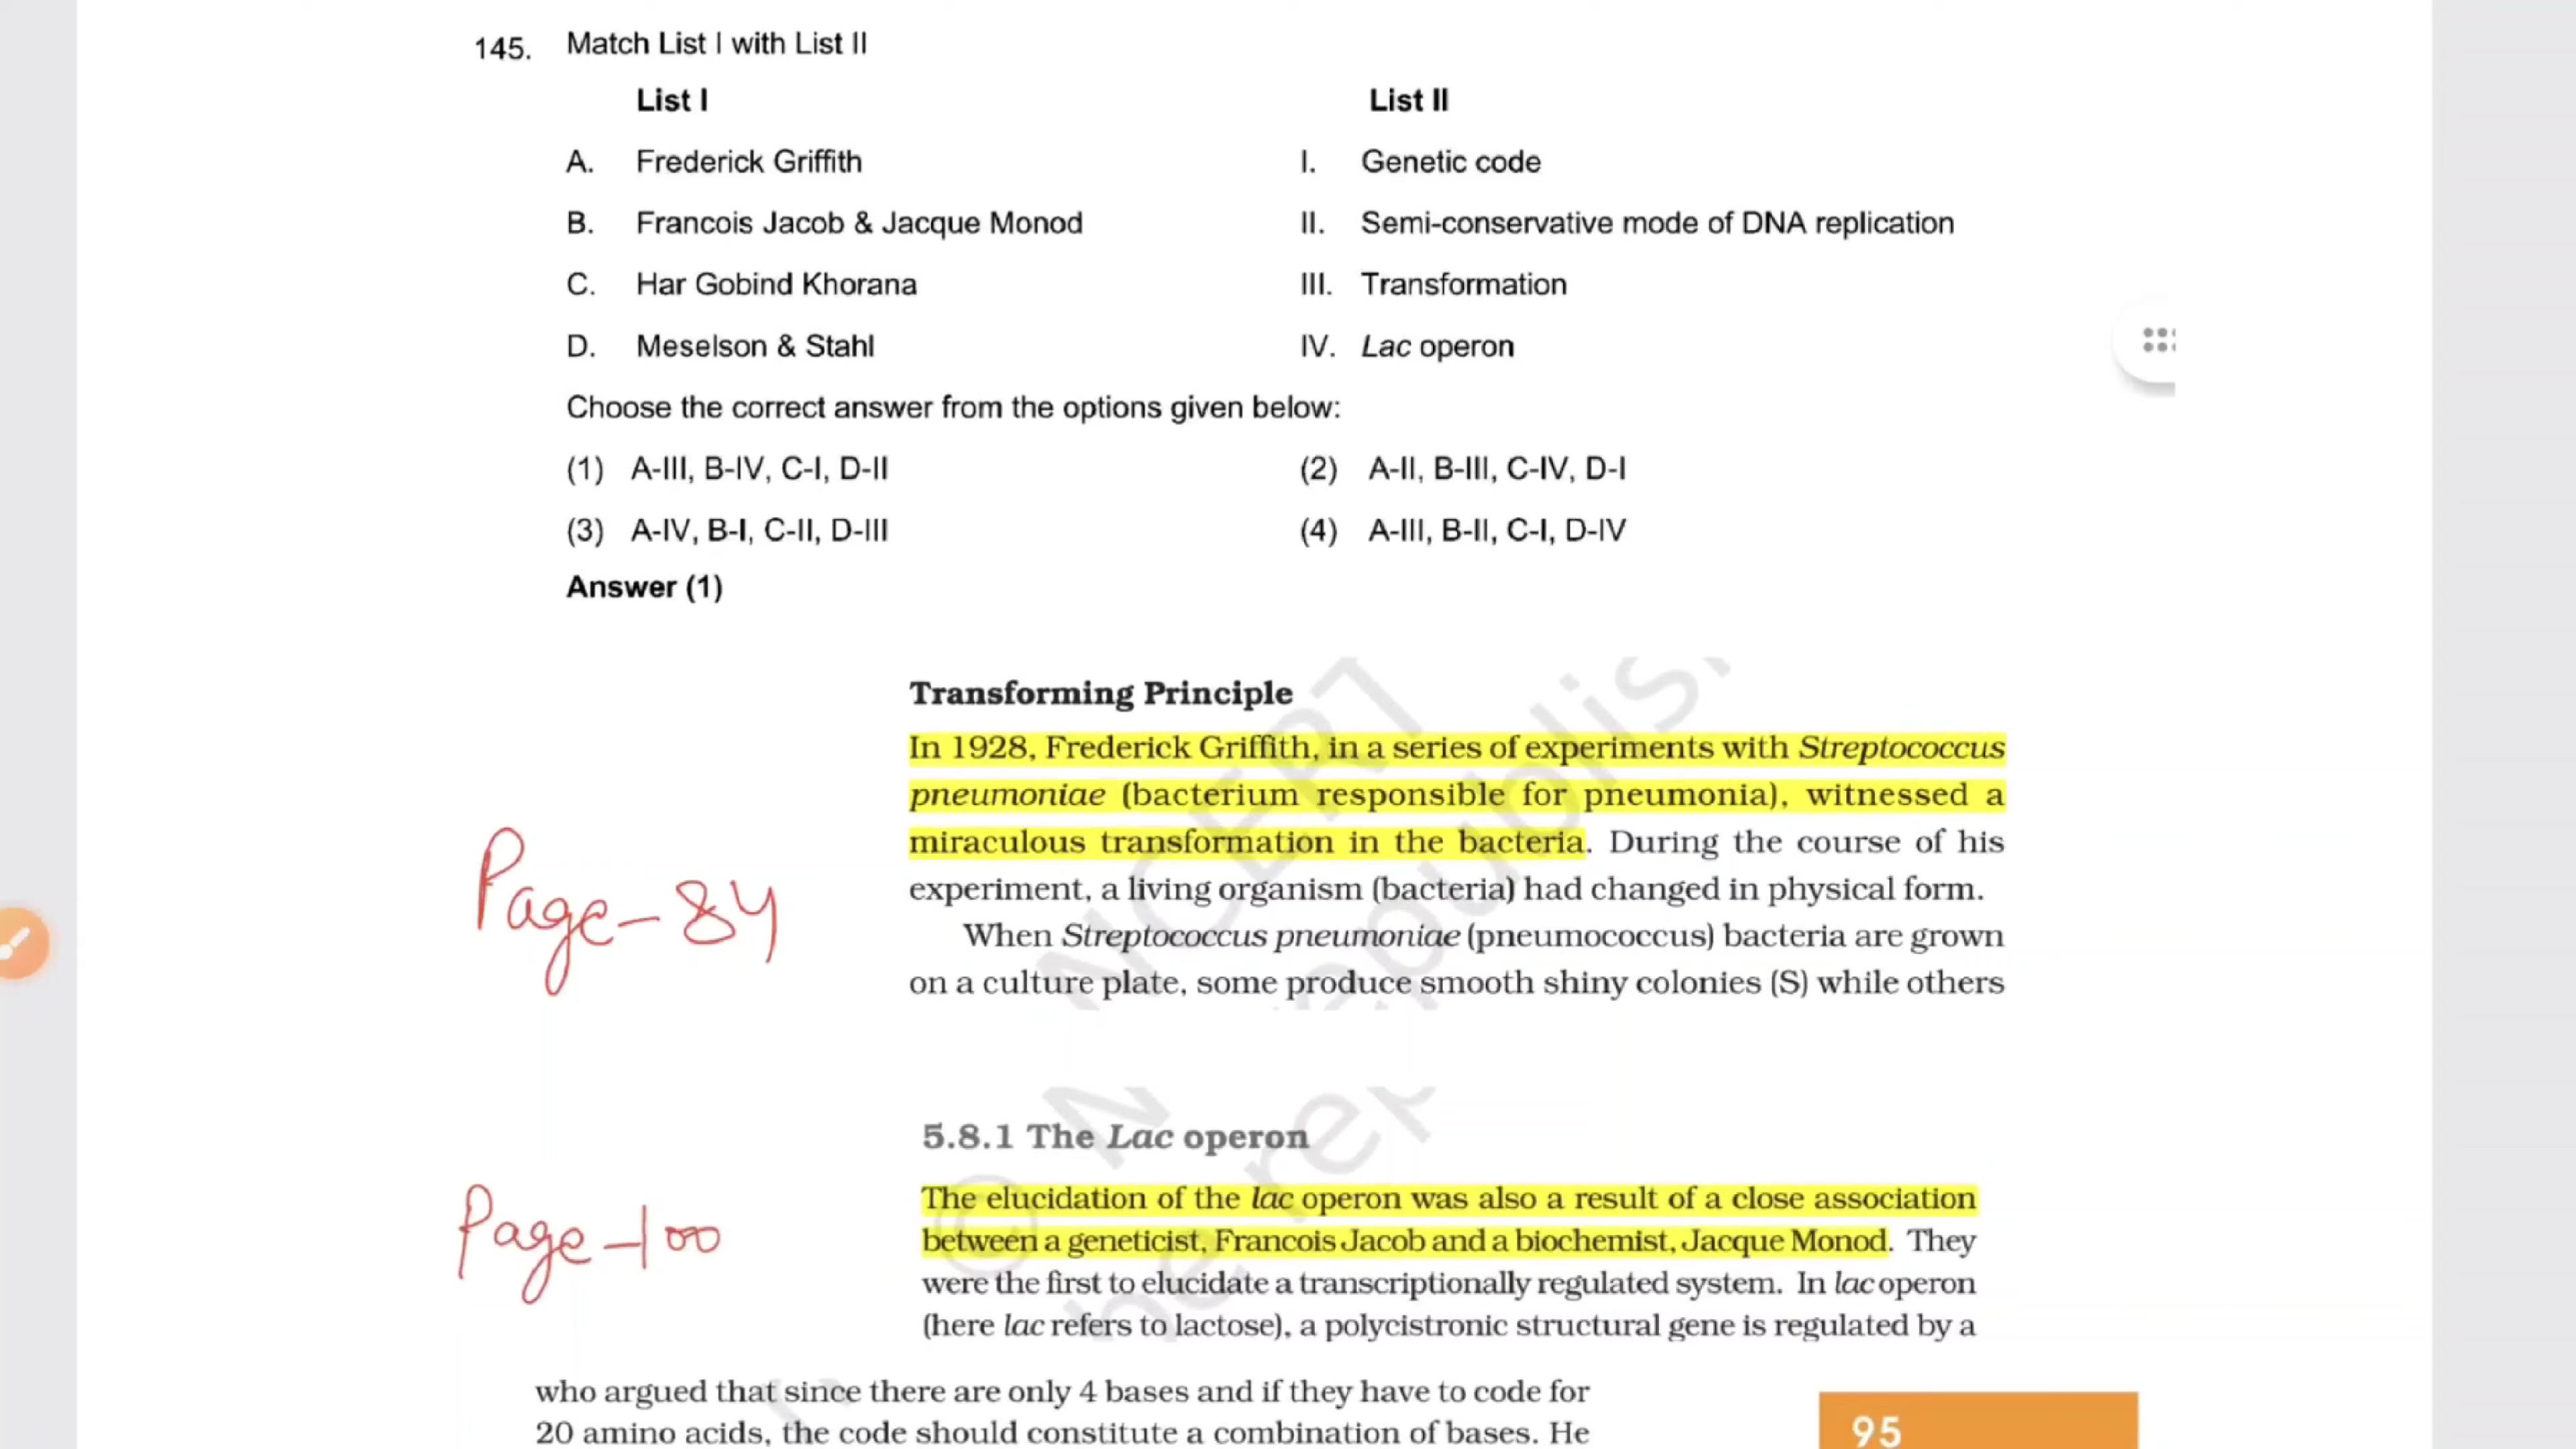 145. Match List I with List II
List I List II
A. Frederick Griffith I. Genetic code
B. Francois Jacob & Jacque Monod II. Semi-conservative mode of DNA replication
C. Har Gobind Khorana III. Transformation
D. Meselson & Stahl IV. Lac operon
Choose the correct answer from the options given below:
(1) A-III, B-IV, C-I, D-II (2) A-II, B-III, C-IV, D-I
(3) A-IV, B-I, C-II, D-III (4) A-III, B-II, C-I, D-IV
Answer (1)
Transforming Principle
In 1928, Frederick Griffith, in a series of experiments with Streptococcus
pneumoniae (bacterium responsible for pneumonia), witnessed a
miraculous transformation in the bacteria. During the course of his
experiment, a living organism (bacteria) had changed in physical form.
When Streptococcus pneumoniae (pneumococcus) bacteria are grown
on a culture plate, some produce smooth shiny colonies (S) while others
Page-84
5.8.1 The Lac operon
The elucidation of the lac operon was also a result of a close association
between a geneticist, Francois Jacob and a biochemist, Jacque Monod. They
were the first to elucidate a transcriptionally regulated system. In lac operon
(here lac refers to lactose), a polycistronic structural gene is regulated by a
Page-100
who argued that since there are only 4 bases and if they have to code for
20 amino acids, the code should constitute a combination of bases. He
95